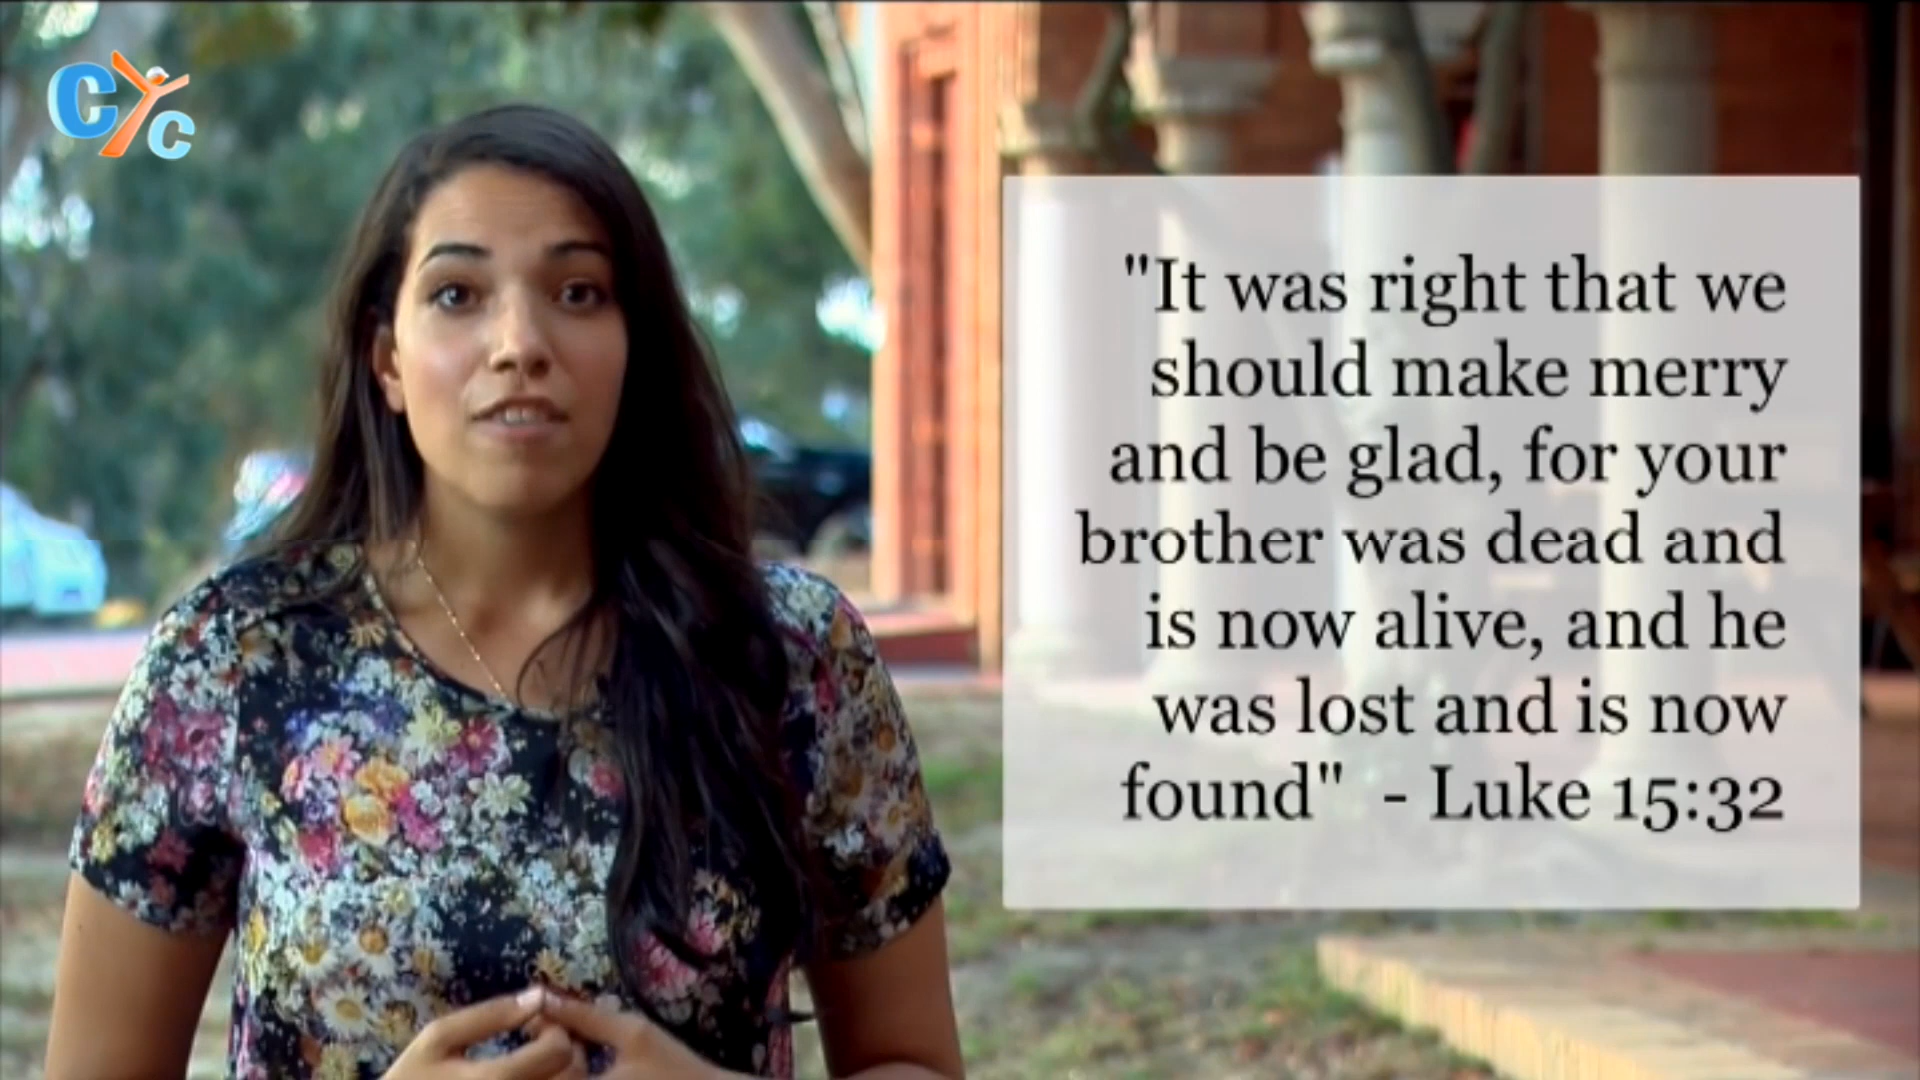 CYC
"It was right that we
should make merry
and be glad, for your
brother was dead and
is now alive, and he
was lost and is now
found"  - Luke 15:32